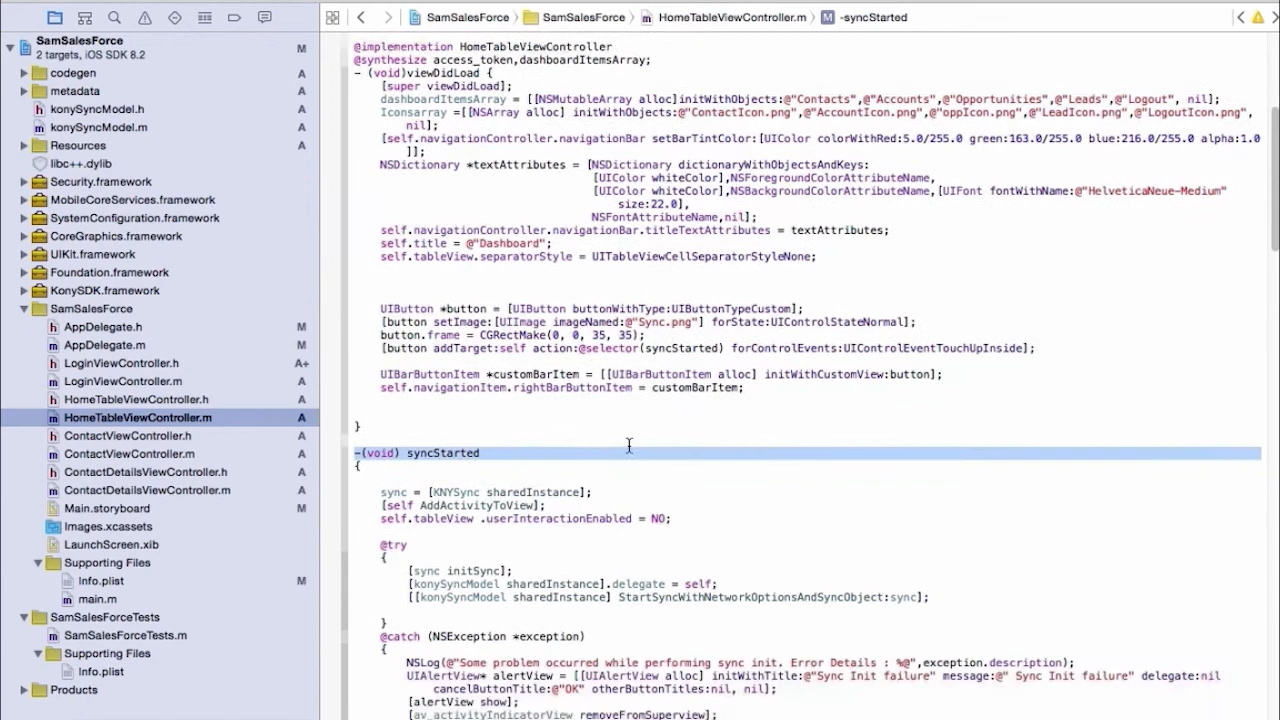 SamSalesForce
SamSalesForce
HomeTableViewController.m
-syncStarted
SamSalesForce
M
2 targets, iOS SDK 8.2
codegen
A
messages
A
konySyncModel.h
A
konySyncModel.m
A
Resources
A
libc++.dylib
Security.framework
A
MobileCoreServices.framework
A
SystemConfiguration.framework
A
CoreGraphics.framework
A
UIKit.framework
A
Foundation.framework
A
KonySDK.framework
A
SamSalesForce
AppDelegate.h
M
AppDelegate.m
M
LoginViewController.h
A+
LoginViewController.m
A
HomeTableViewController.h
A
HomeTableViewController.m
A
ContactViewController.h
A
ContactViewController.m
A
ContactDetailsViewController.h
A
ContactDetailsViewController.m
A
Main.storyboard
M
Images.xcassets
LaunchScreen.xib
Supporting Files
Info.plist
M
main.m
SamSalesForceTests
SamSalesForceTests.m
Supporting Files
Info.plist
Products
@implementation HomeTableViewController
@synthesize access_token,dashboardItemsArray;
- (void)viewDidLoad {
[super viewDidLoad];
dashboardItemsArray = [[NSMutableArray alloc]initWithObjects:@"Contacts",@"Accounts",@"Opportunities",@"Leads",@"Logout", nil];
Iconsarray =[[NSArray alloc] initWithObjects:@"ContactIcon.png",@"AccountIcon.png",@"oppIcon.png",@"LeadIcon.png",@"LogoutIcon.png",
nil];
[self.navigationController.navigationBar setBarTintColor:[UIColor colorWithRed:5.0/255.0 green:163.0/255.0 blue:216.0/255.0 alpha:1.0
]];
NSDictionary *textAttributes = [NSDictionary dictionaryWithObjectsAndKeys:
[UIColor whiteColor],NSForegroundColorAttributeName,
[UIColor whiteColor],NSBackgroundColorAttributeName,[UIFont fontWithName:@"HelveticaNeue-Medium"
size:22.0],
NSFontAttributeName,nil];
self.navigationController.navigationBar.titleTextAttributes = textAttributes;
self.title = @"Dashboard";
self.tableView.separatorStyle = UITableViewCellSeparatorStyleNone;
UIButton *button = [UIButton buttonWithType:UIButtonTypeCustom];
[button setImage:[UIImage imageNamed:@"Sync.png"] forState:UIControlStateNormal];
button.frame = CGRectMake(0, 0, 35, 35);
[button addTarget:self action:@selector(syncStarted) forControlEvents:UIControlEventTouchUpInside];
UIBarButtonItem *customBarItem = [[UIBarButtonItem alloc] initWithCustomView:button];
self.navigationItem.rightBarButtonItem = customBarItem;
}
-(void) syncStarted
{
sync = [KNYSync sharedInstance];
[self AddActivityToView];
self.tableView .userInteractionEnabled = NO;
@try
{
[sync initSync];
[konySyncModel sharedInstance].delegate = self;
[[konySyncModel sharedInstance] StartSyncWithNetworkOptionsAndSyncObject:sync];
}
@catch (NSException *exception)
{
NSLog(@"Some problem occurred while performing sync init. Error Details : %@",exception.description);
UIAlertView* alertView = [[UIAlertView alloc] initWithTitle:@"Sync Init failure" message:@" Sync Init failure" delegate:nil
cancelButtonTitle:@"OK" otherButtonTitles:nil, nil];
[alertView show];
[av_activityIndicatorView removeFromSuperview];